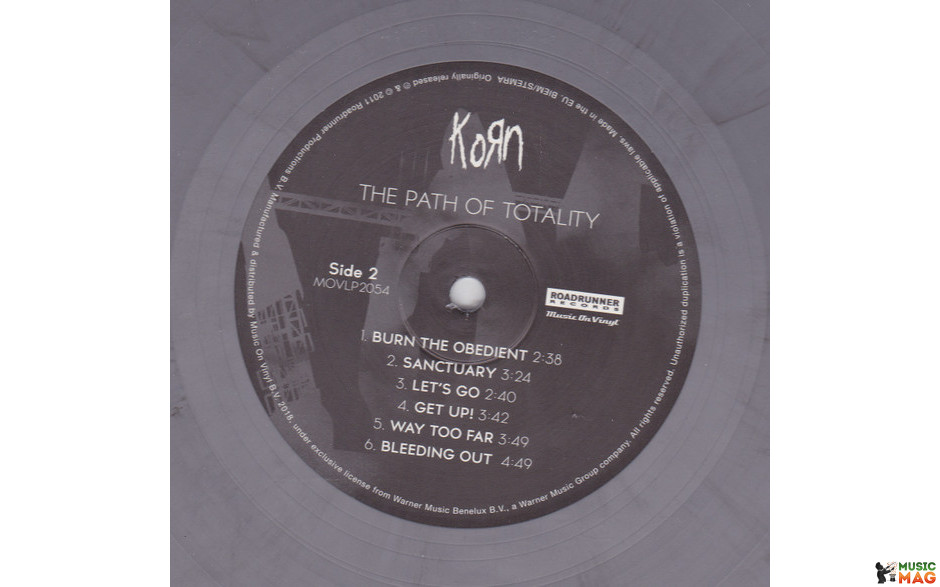 KoЯn
THE PATH OF TOTALITY
Side 2
MOVLP2054
ROADRUNNER
RECORDS
Music On Vinyl
1. BURN THE OBEDIENT 2:38
2. SANCTUARY 3:24
3. LET'S GO 2:40
4. GET UP! 3:42
5. WAY TOO FAR 3:49
6. BLEEDING OUT 4:49
Originally released ℗ & © 2011 Roadrunner Productions B.V. Manufactured & distributed by Music On Vinyl B.V. 2018, under exclusive license from Warner Music Benelux B.V., a Warner Music Group company. All rights reserved. Unauthorized duplication is a violation of applicable laws. Made in the EU. BIEM/STEMRA
MUSIC
MAG